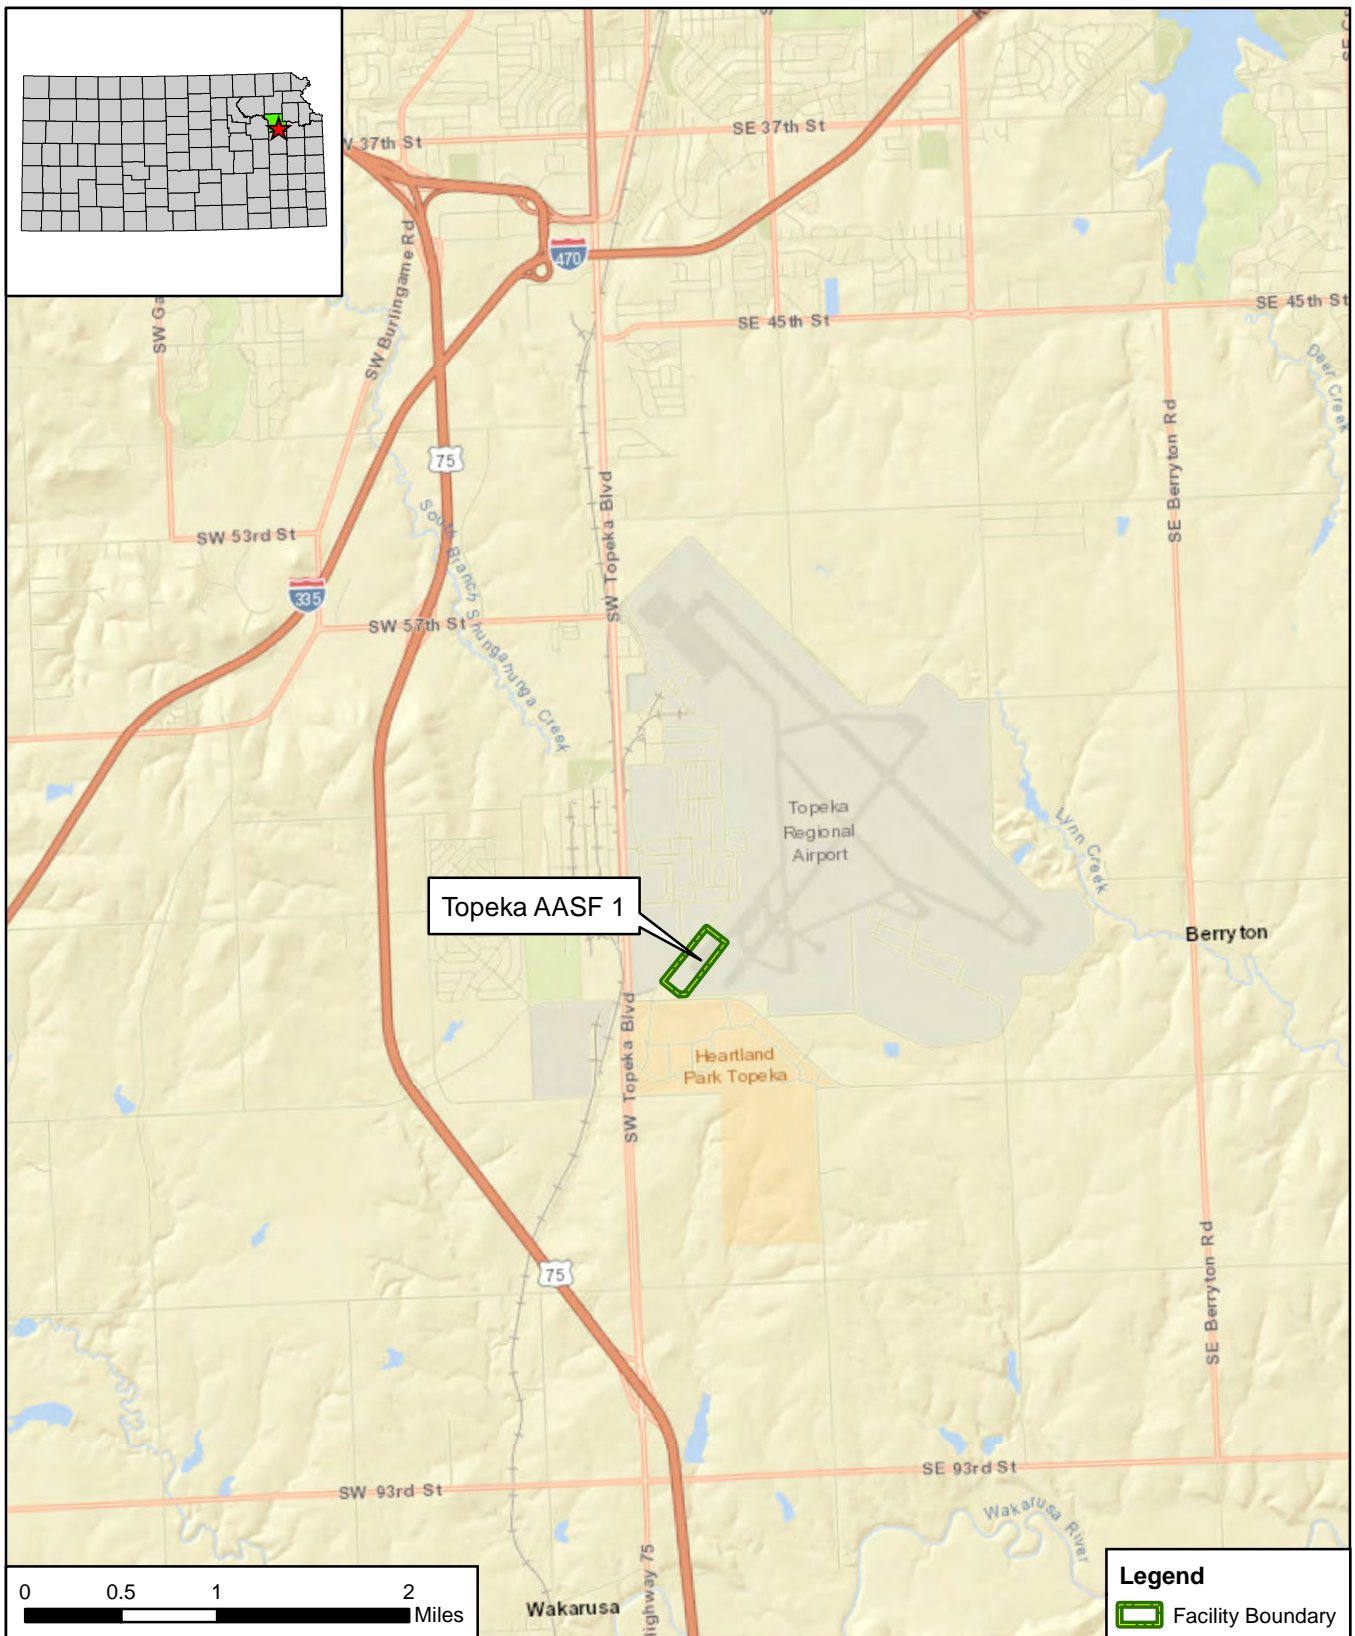 W 37th St
SE 37th St
470
SW Ga
SW Burlingame Rd
SE 45th St
SE 45th St
Deer Creek
75
SW Topeka Blvd
SE Berryton Rd
South Branch Shunganunga Creek
SW 53rd St
335
SW 57th St
Topeka
Regional
Airport
Lynn Creek
Topeka AASF 1
Berryton
SW Topeka Blvd
Heartland
Park Topeka
75
SE Berryton Rd
SE 93rd St
SW 93rd St
Wakarusa River
Highway 75
Wakarusa
0 0.5 1 2
Miles
Legend
Facility Boundary